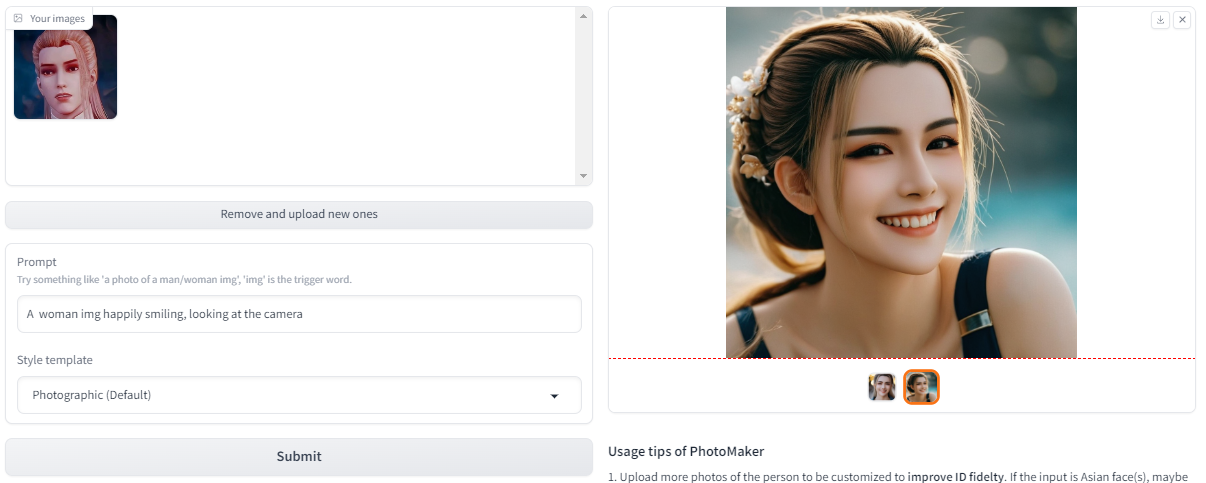 Your images
Remove and upload new ones
Prompt
Try something like 'a photo of a man/woman img', 'img' is the trigger word.
A  woman img happily smiling, looking at the camera
Style template
Photographic (Default)
Submit
Usage tips of PhotoMaker
1. Upload more photos of the person to be customized to improve ID fidelty. If the input is Asian face(s), maybe